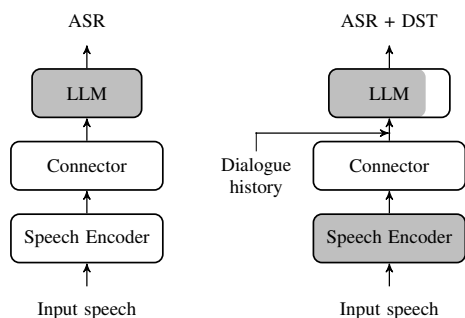 ASR
LLM
Connector
Speech Encoder
Input speech
ASR + DST
LLM
Dialogue
history
Connector
Speech Encoder
Input speech